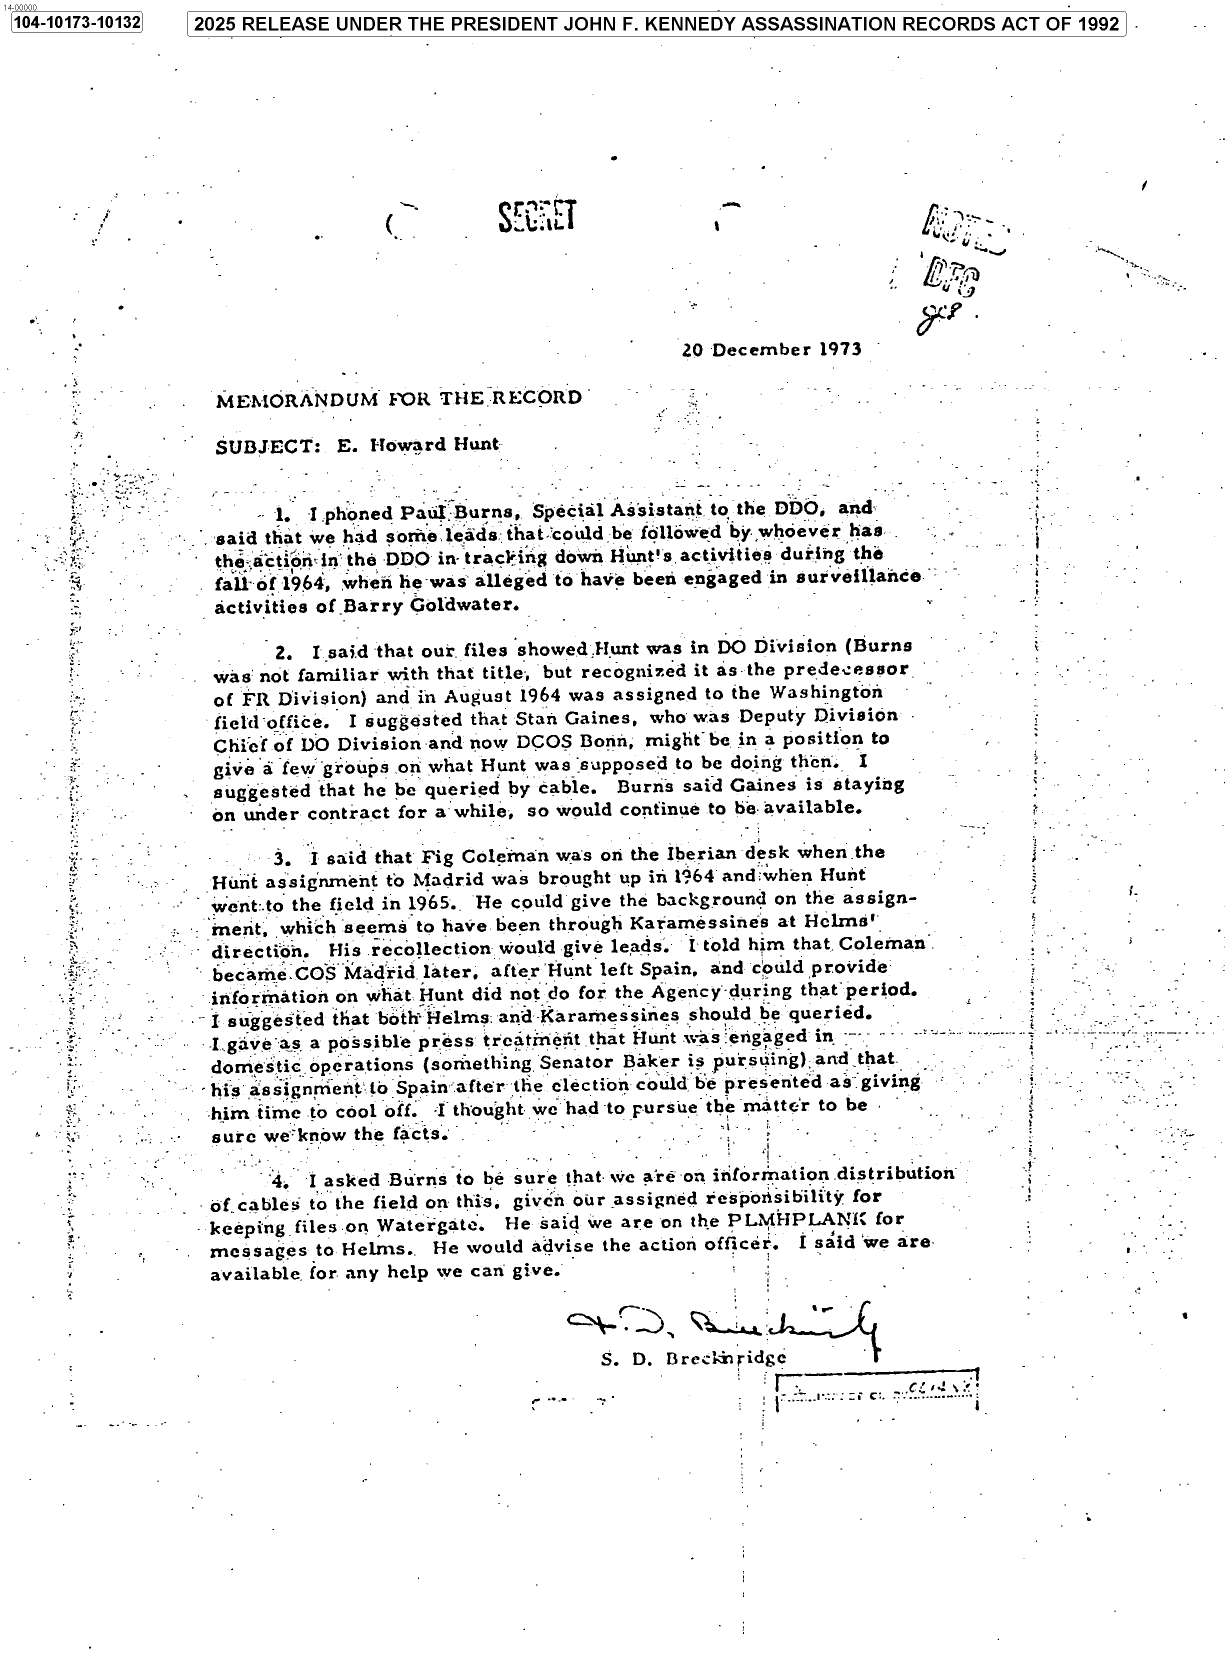 14-00000
104-10173-10132
2025 RELEASE UNDER THE PRESIDENT JOHN F. KENNEDY ASSASSINATION RECORDS ACT OF 1992
SECRET
20 December 1973
MEMORANDUM FOR THE RECORD
SUBJECT: E. Howard Hunt
1. I phoned Paul Burns, Special Assistant to the DDO, and
said that we had some leads that could be followed by whoever has
the action in the DDO in tracking down Hunt's activities during the
fall of 1964, when he was alleged to have been engaged in surveillance
activities of Barry Goldwater.
2. I said that our files showed Hunt was in DO Division (Burns
was not familiar with that title, but recognized it as the predecessor
of FR Division) and in August 1964 was assigned to the Washington
field office. I suggested that Stan Gaines, who was Deputy Division
Chief of DO Division and now DCOS Bonn, might be in a position to
give a few groups on what Hunt was supposed to be doing then. I
suggested that he be queried by cable. Burns said Gaines is staying
on under contract for a while, so would continue to be available.
3. I said that Fig Coleman was on the Iberian desk when the
Hunt assignment to Madrid was brought up in 1964 and when Hunt
went to the field in 1965. He could give the background on the assign-
ment, which seems to have been through Karamessines at Helms'
direction. His recollection would give leads. I told him that Coleman
became COS Madrid later, after Hunt left Spain, and could provide
information on what Hunt did not do for the Agency during that period.
I suggested that both Helms and Karamessines should be queried.
I gave as a possible press treatment that Hunt was engaged in
domestic operations (something Senator Baker is pursuing) and that
his assignment to Spain after the election could be presented as giving
him time to cool off. I thought we had to pursue the matter to be
sure we know the facts.
4. I asked Burns to be sure that we are on information distribution
of cables to the field on this, given our assigned responsibility for
keeping files on Watergate. He said we are on the PLMHPLANK for
messages to Helms. He would advise the action officer. I said we are
available for any help we can give.
S. D. Breckinridge